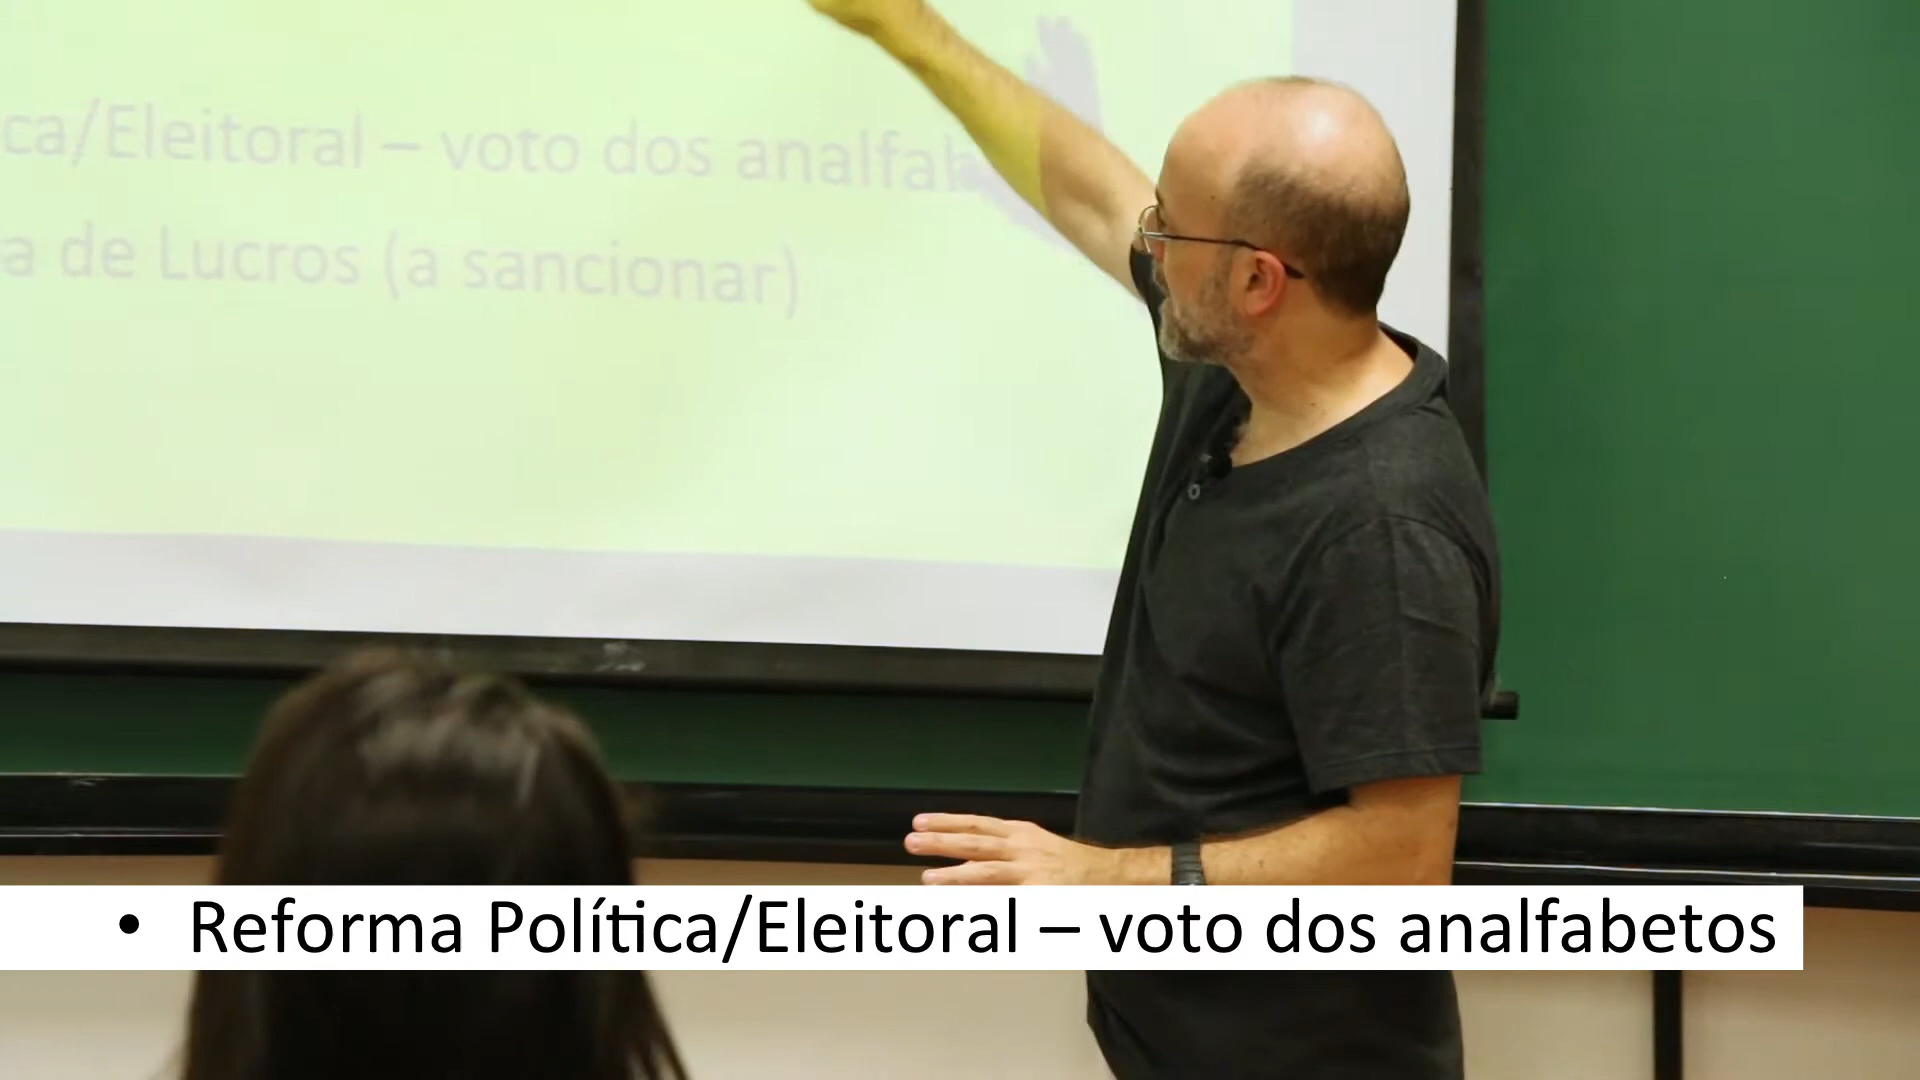 ca/Eleitoral – voto dos analfab
a de Lucros (a sancionar)
• Reforma Política/Eleitoral – voto dos analfabetos